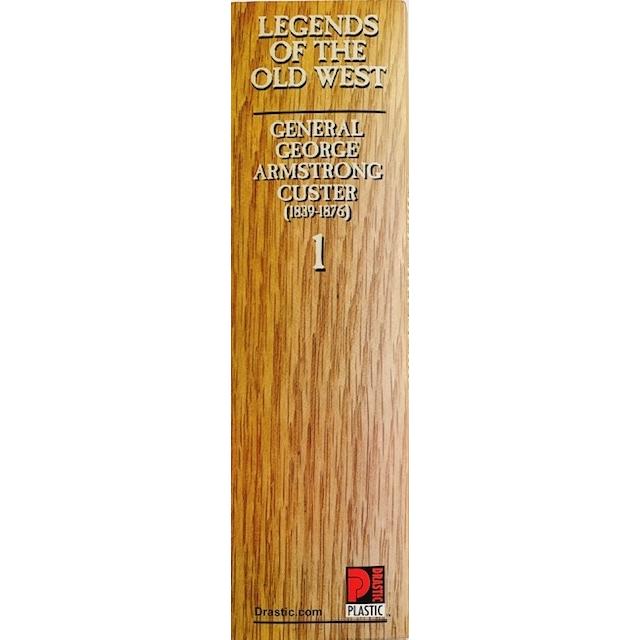 LEGENDS
OF THE
OLD WEST
GENERAL
GEORGE
ARMSTRONG
CUSTER
(1839-1876)
1
DRASTIC
PLASTIC
Drastic.com